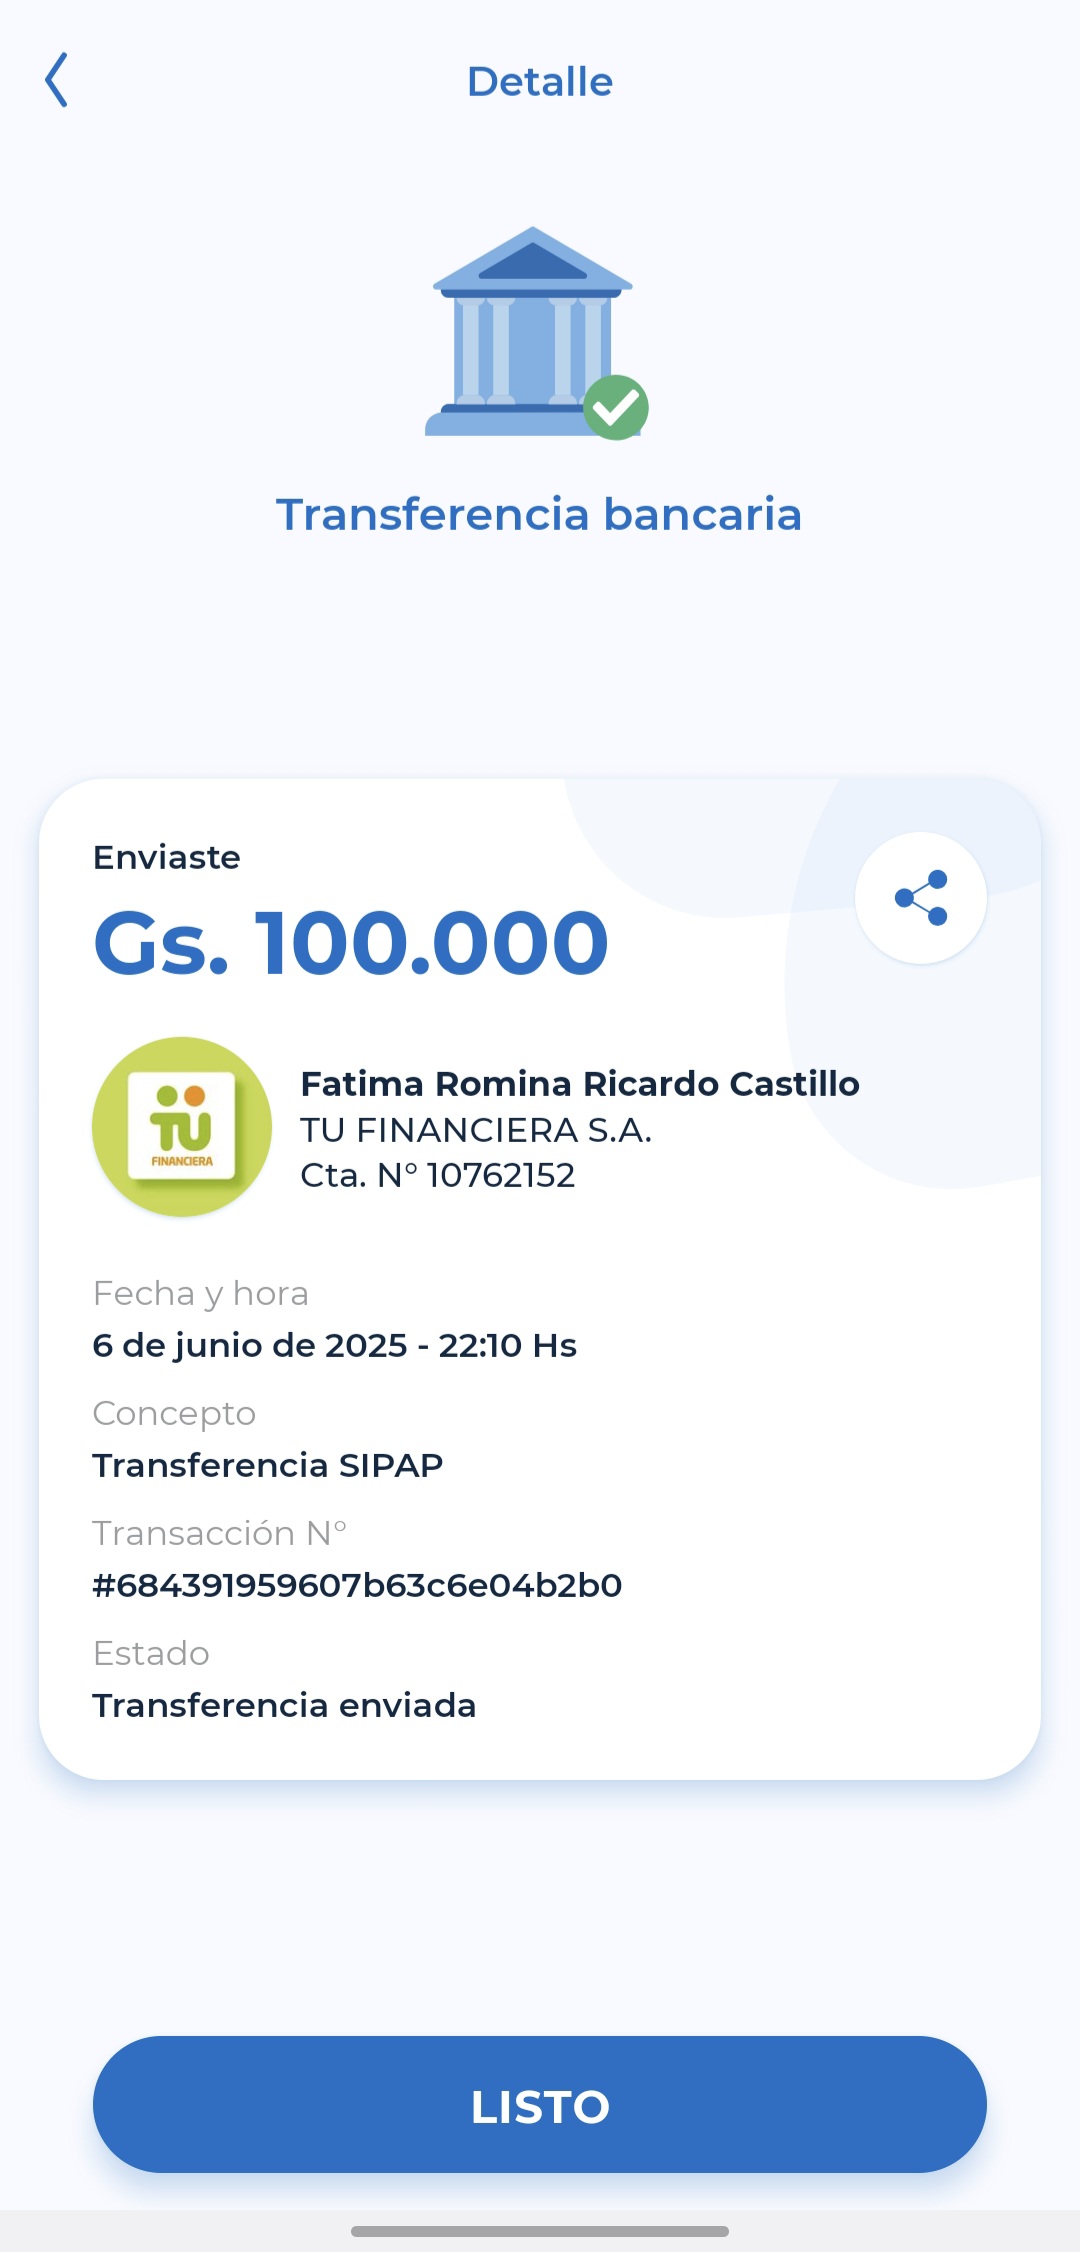 Detalle
Transferencia bancaria
Enviaste
Gs. 100.000
TU
FINANCIERA
Fatima Romina Ricardo Castillo
TU FINANCIERA S.A.
Cta. N° 10762152
Fecha y hora
6 de junio de 2025 - 22:10 Hs
Concepto
Transferencia SIPAP
Transacción N°
#684391959607b63c6e04b2b0
Estado
Transferencia enviada
LISTO